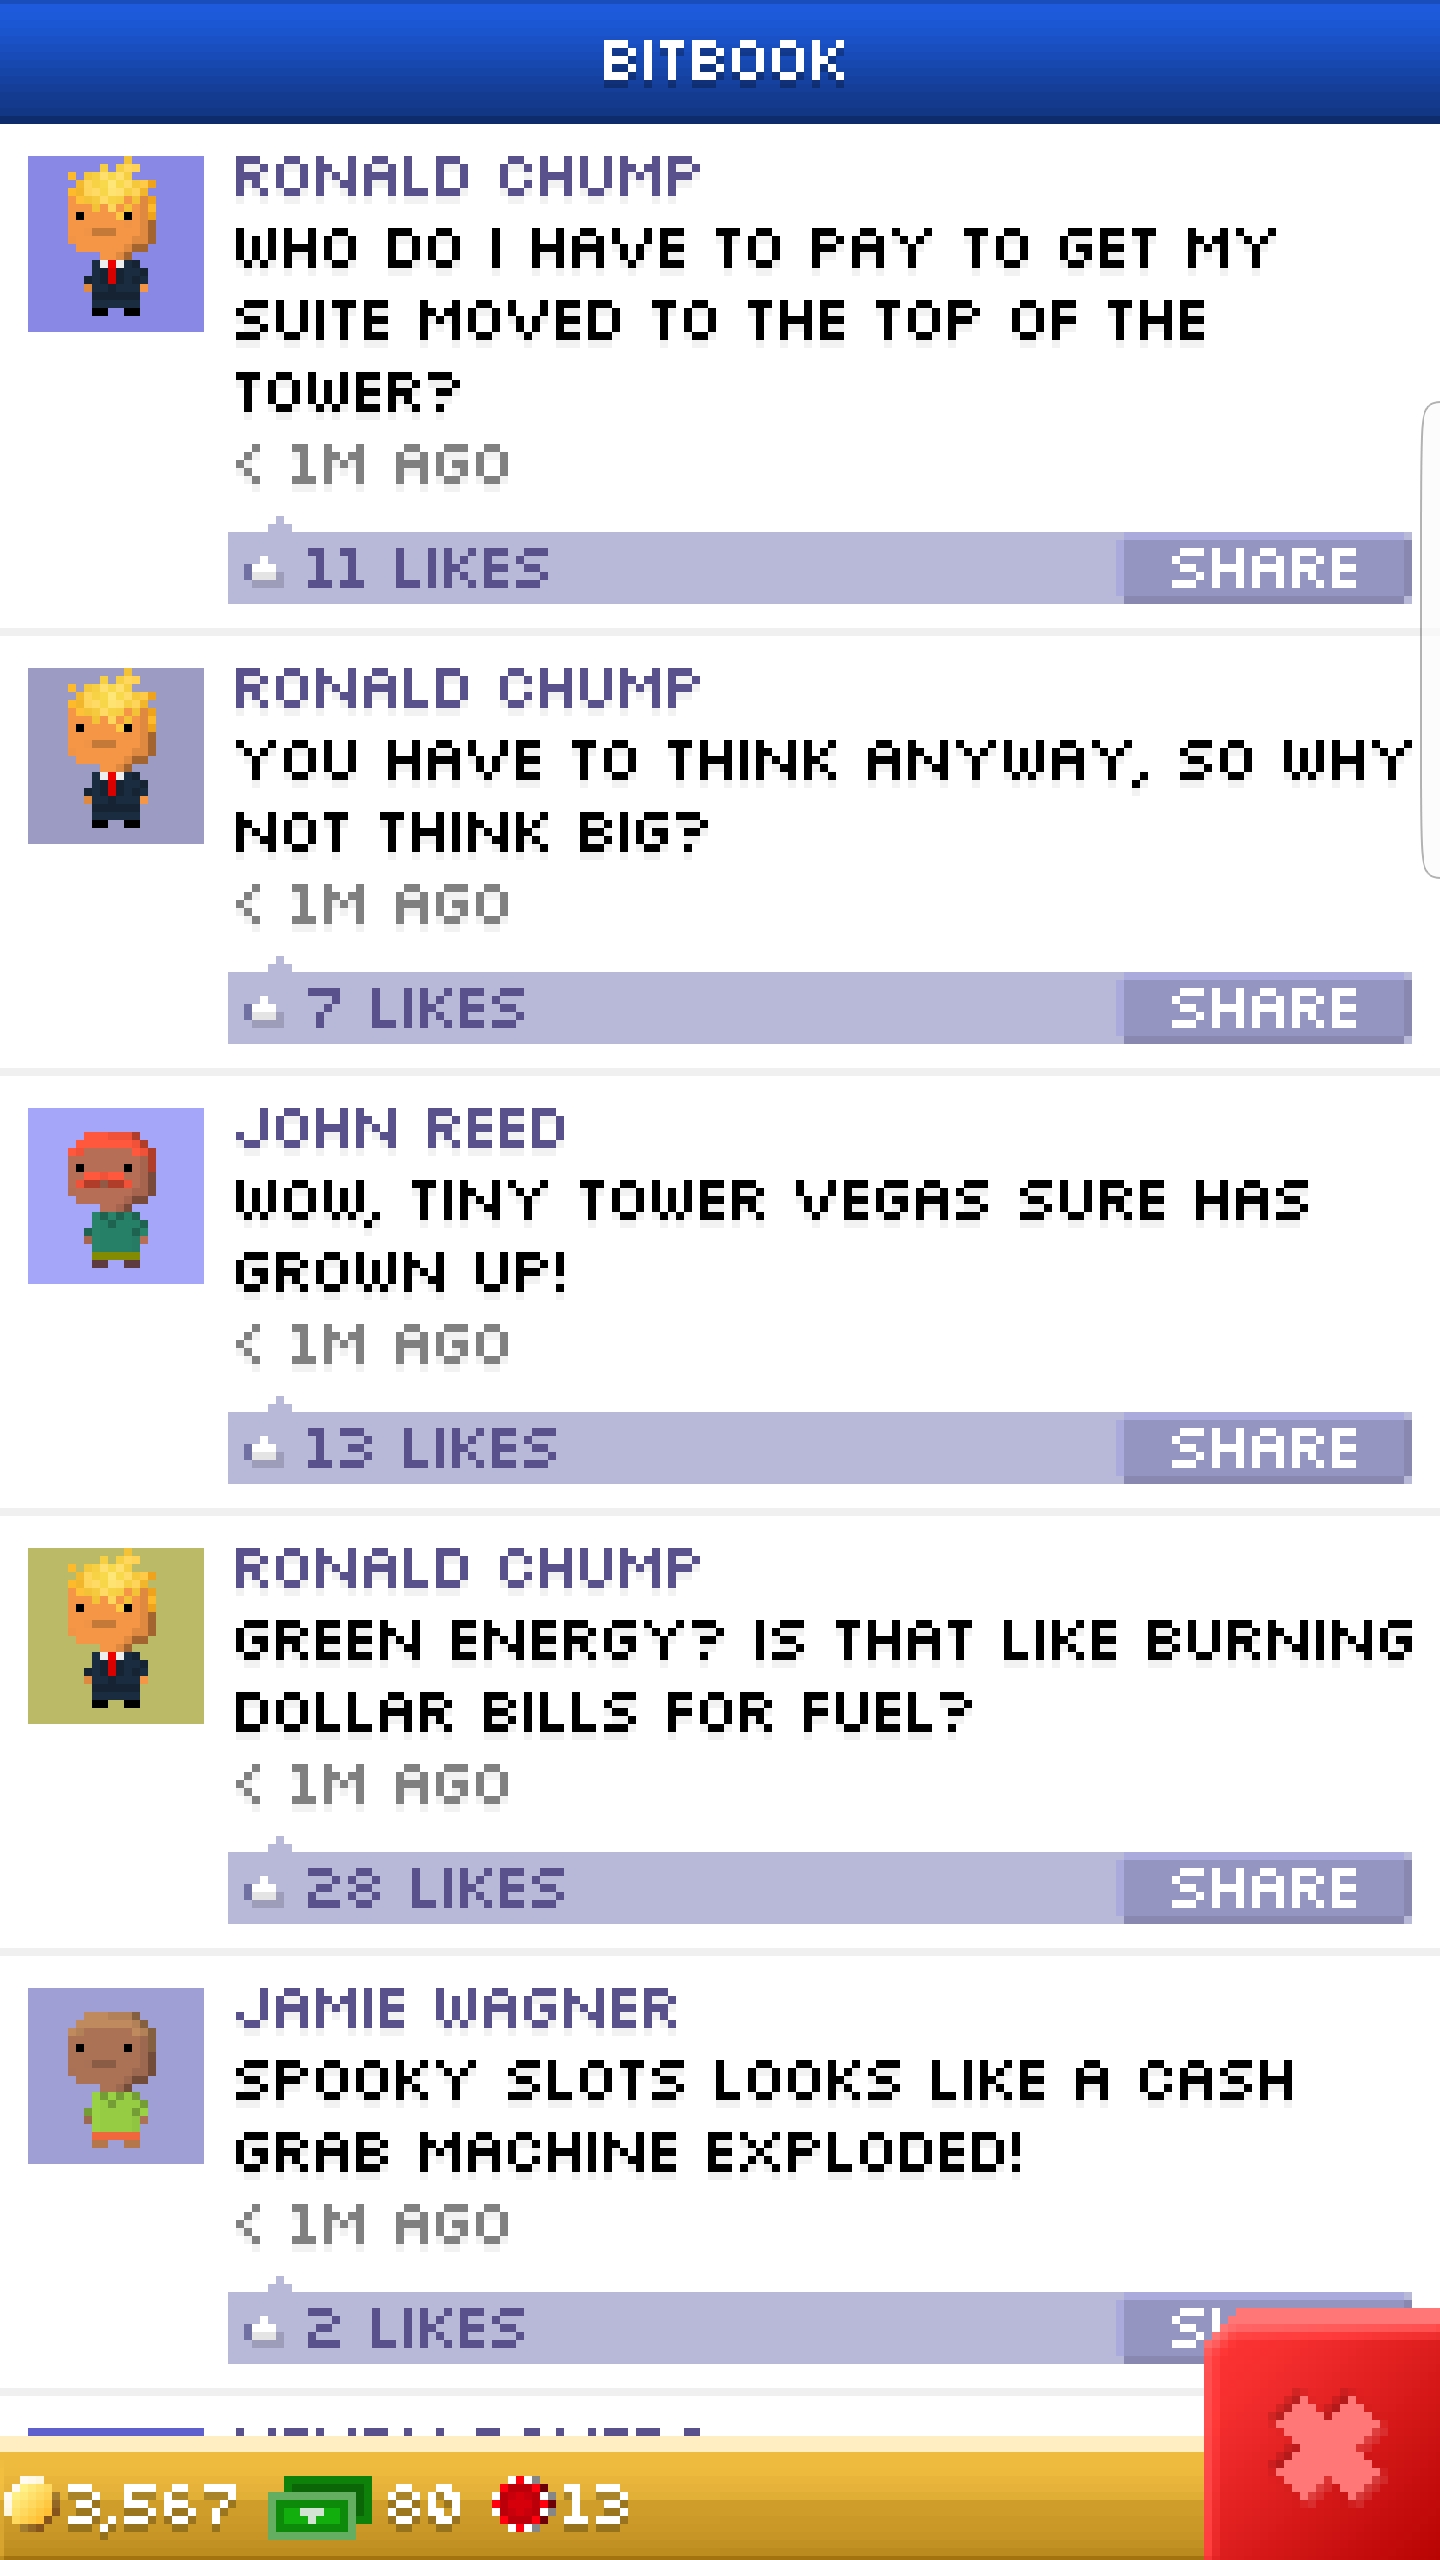 BITBOOK
RONALD CHUMP
WHO DO I HAVE TO PAY TO GET MY
SUITE MOVED TO THE TOP OF THE
TOWER?
< 1M AGO
11 LIKES SHARE
RONALD CHUMP
YOU HAVE TO THINK ANYWAY, SO WHY
NOT THINK BIG?
< 1M AGO
7 LIKES SHARE
JOHN REED
WOW, TINY TOWER VEGAS SURE HAS
GROWN UP!
< 1M AGO
13 LIKES SHARE
RONALD CHUMP
GREEN ENERGY? IS THAT LIKE BURNING
DOLLAR BILLS FOR FUEL?
< 1M AGO
28 LIKES SHARE
JAMIE WAGNER
SPOOKY SLOTS LOOKS LIKE A CASH
GRAB MACHINE EXPLODED!
< 1M AGO
2 LIKES
3,567 80 13